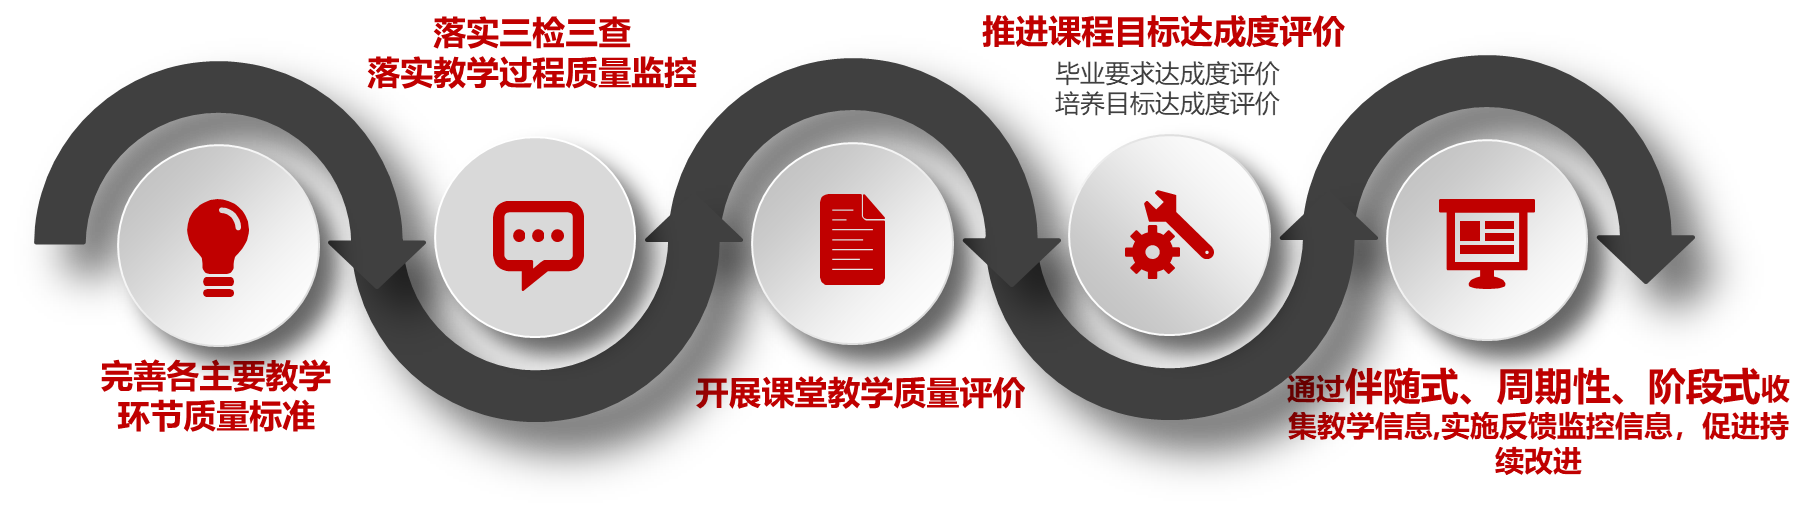 落实三检三查
落实教学过程质量监控
推进课程目标达成度评价
毕业要求达成度评价
培养目标达成度评价
完善各主要教学
环节质量标准
开展课堂教学质量评价
通过伴随式、周期性、阶段式收
集教学信息,实施反馈监控信息，促进持
续改进